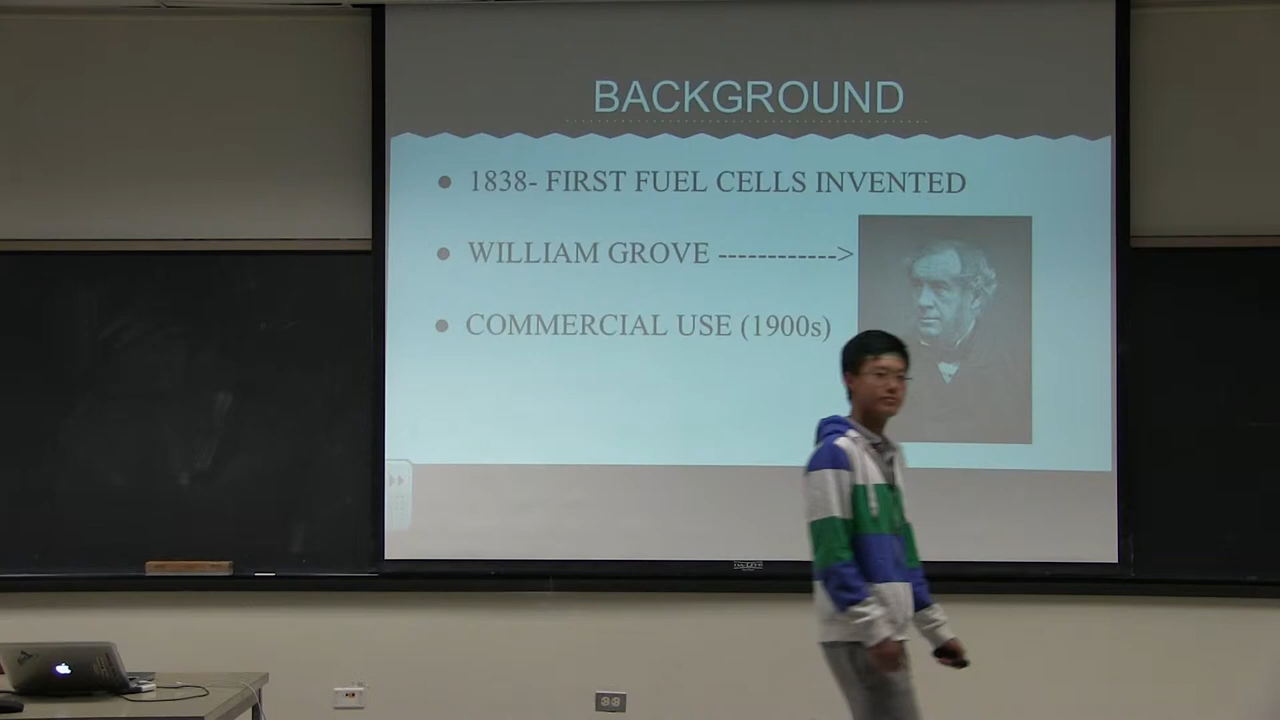 BACKGROUND
1838- FIRST FUEL CELLS INVENTED
WILLIAM GROVE ------------>
COMMERCIAL USE (1900s)